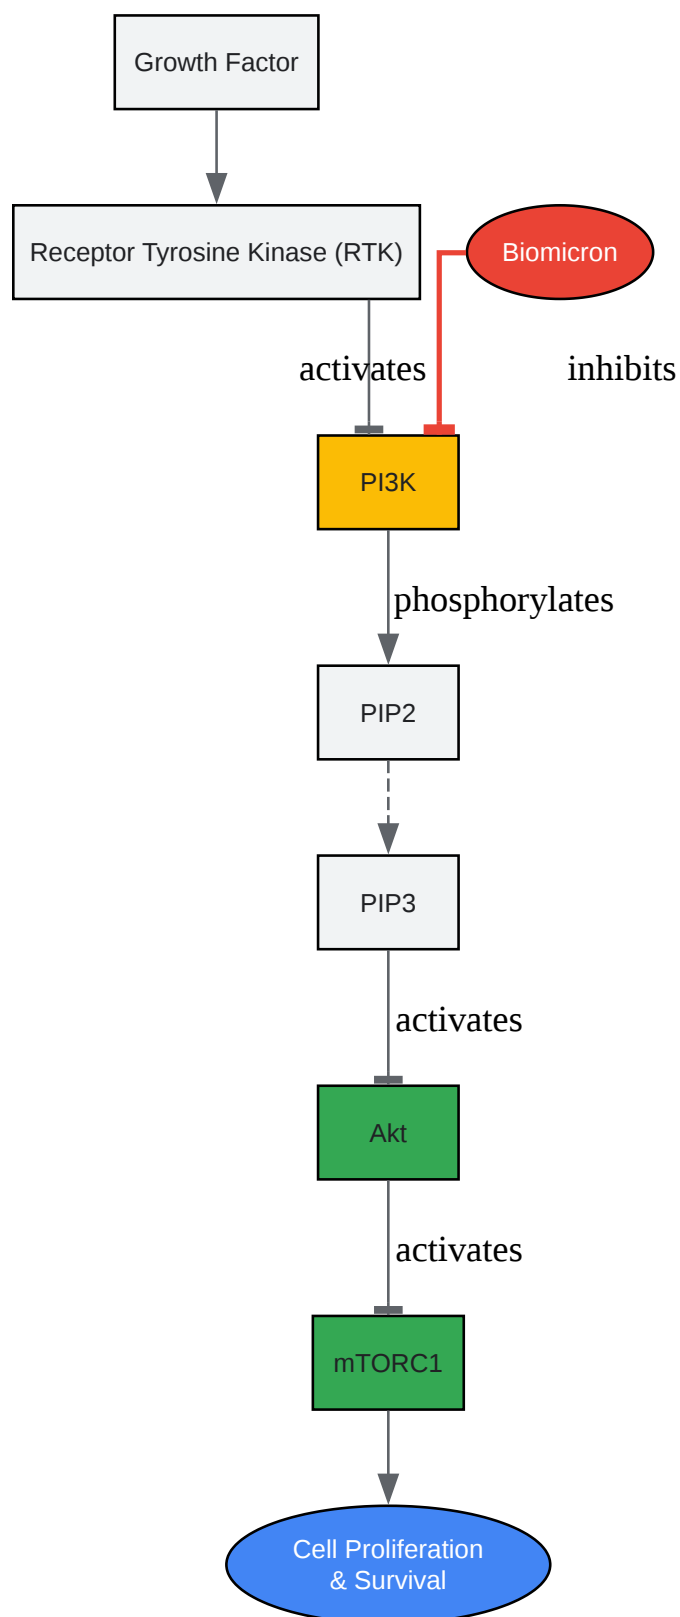 Growth Factor
Receptor Tyrosine Kinase (RTK)
Biomicron
activates
inhibits
PI3K
phosphorylates
PIP2
PIP3
activates
Akt
activates
mTORC1
Cell Proliferation
& Survival